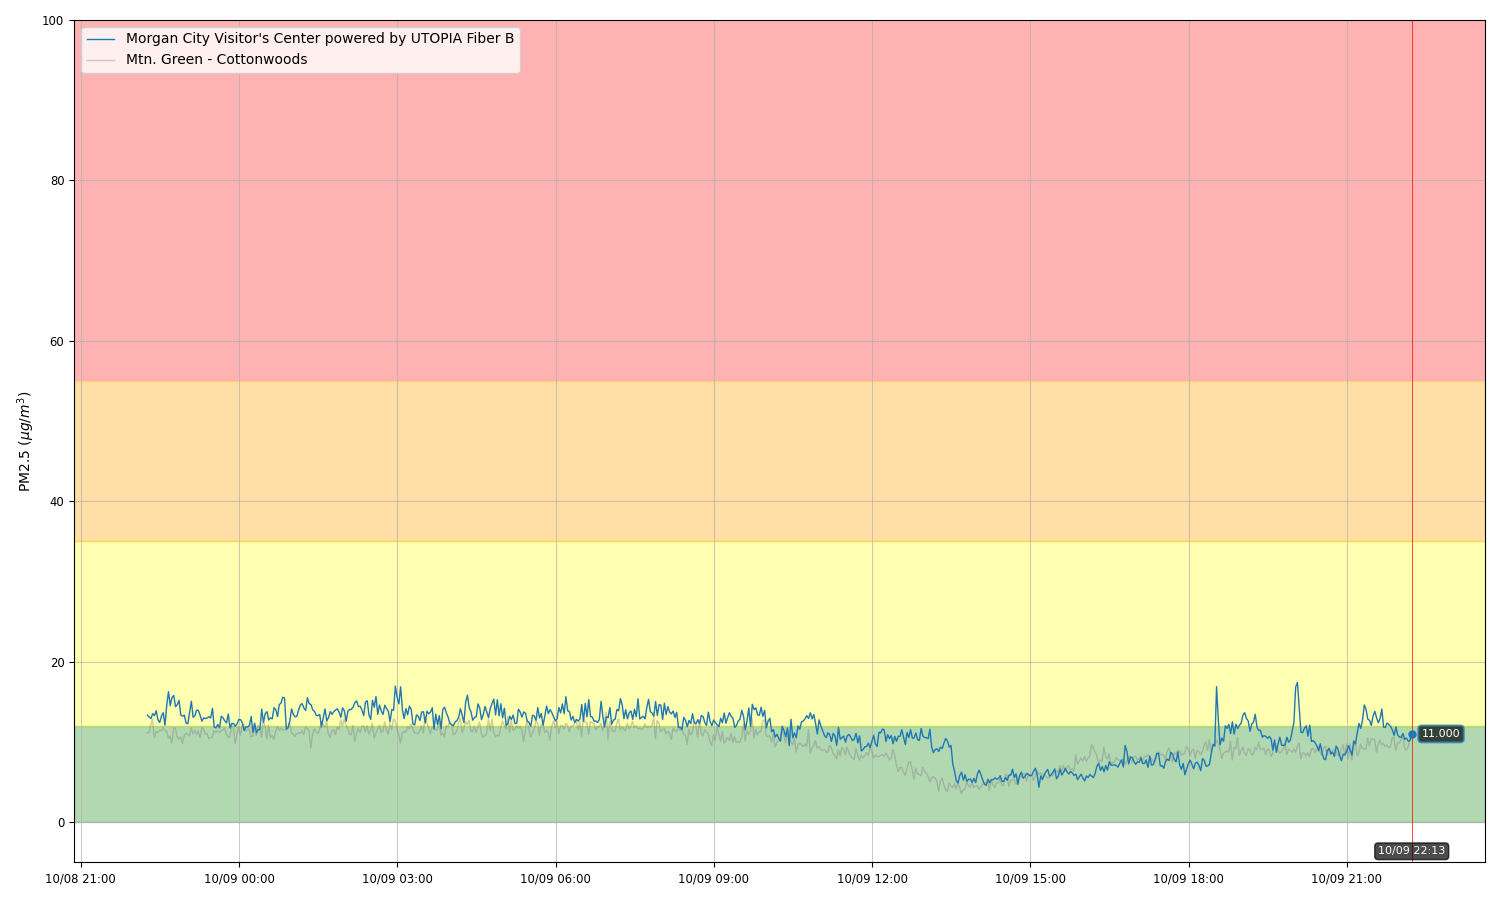 100
Morgan City Visitor's Center powered by UTOPIA Fiber B
Mtn. Green - Cottonwoods
80
60
40
20
0
PM2.5 (μg/m³)
11.000
10/09 22:13
10/08 21:00 10/09 00:00 10/09 03:00 10/09 06:00 10/09 09:00 10/09 12:00 10/09 15:00 10/09 18:00 10/09 21:00